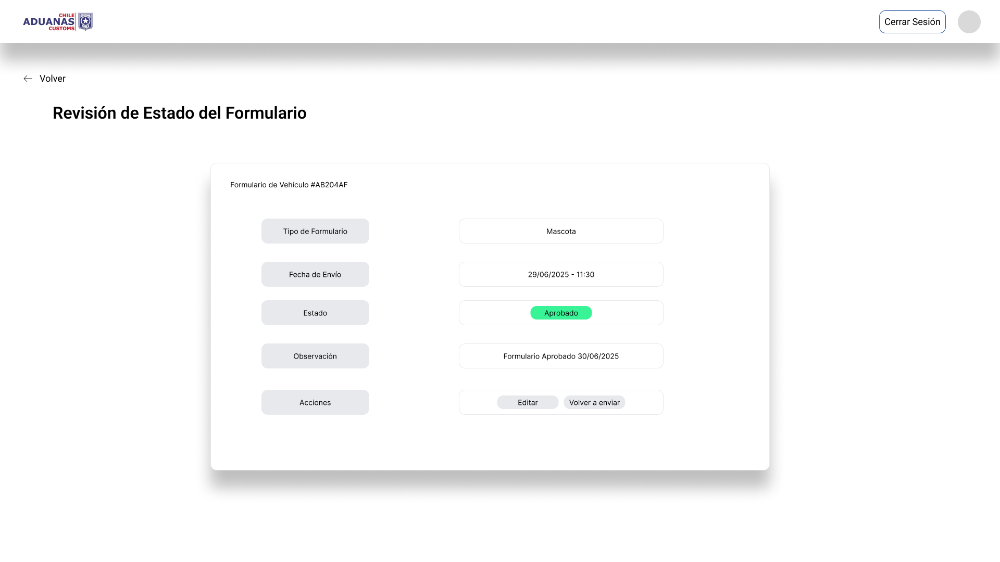 CHILE
ADUANAS
CUSTOMS
Cerrar Sesión
Volver
Revisión de Estado del Formulario
Formulario de Vehículo #AB204AF
Tipo de Formulario
Mascota
Fecha de Envío
29/06/2025 - 11:30
Estado
Aprobado
Observación
Formulario Aprobado 30/06/2025
Acciones
Editar
Volver a enviar